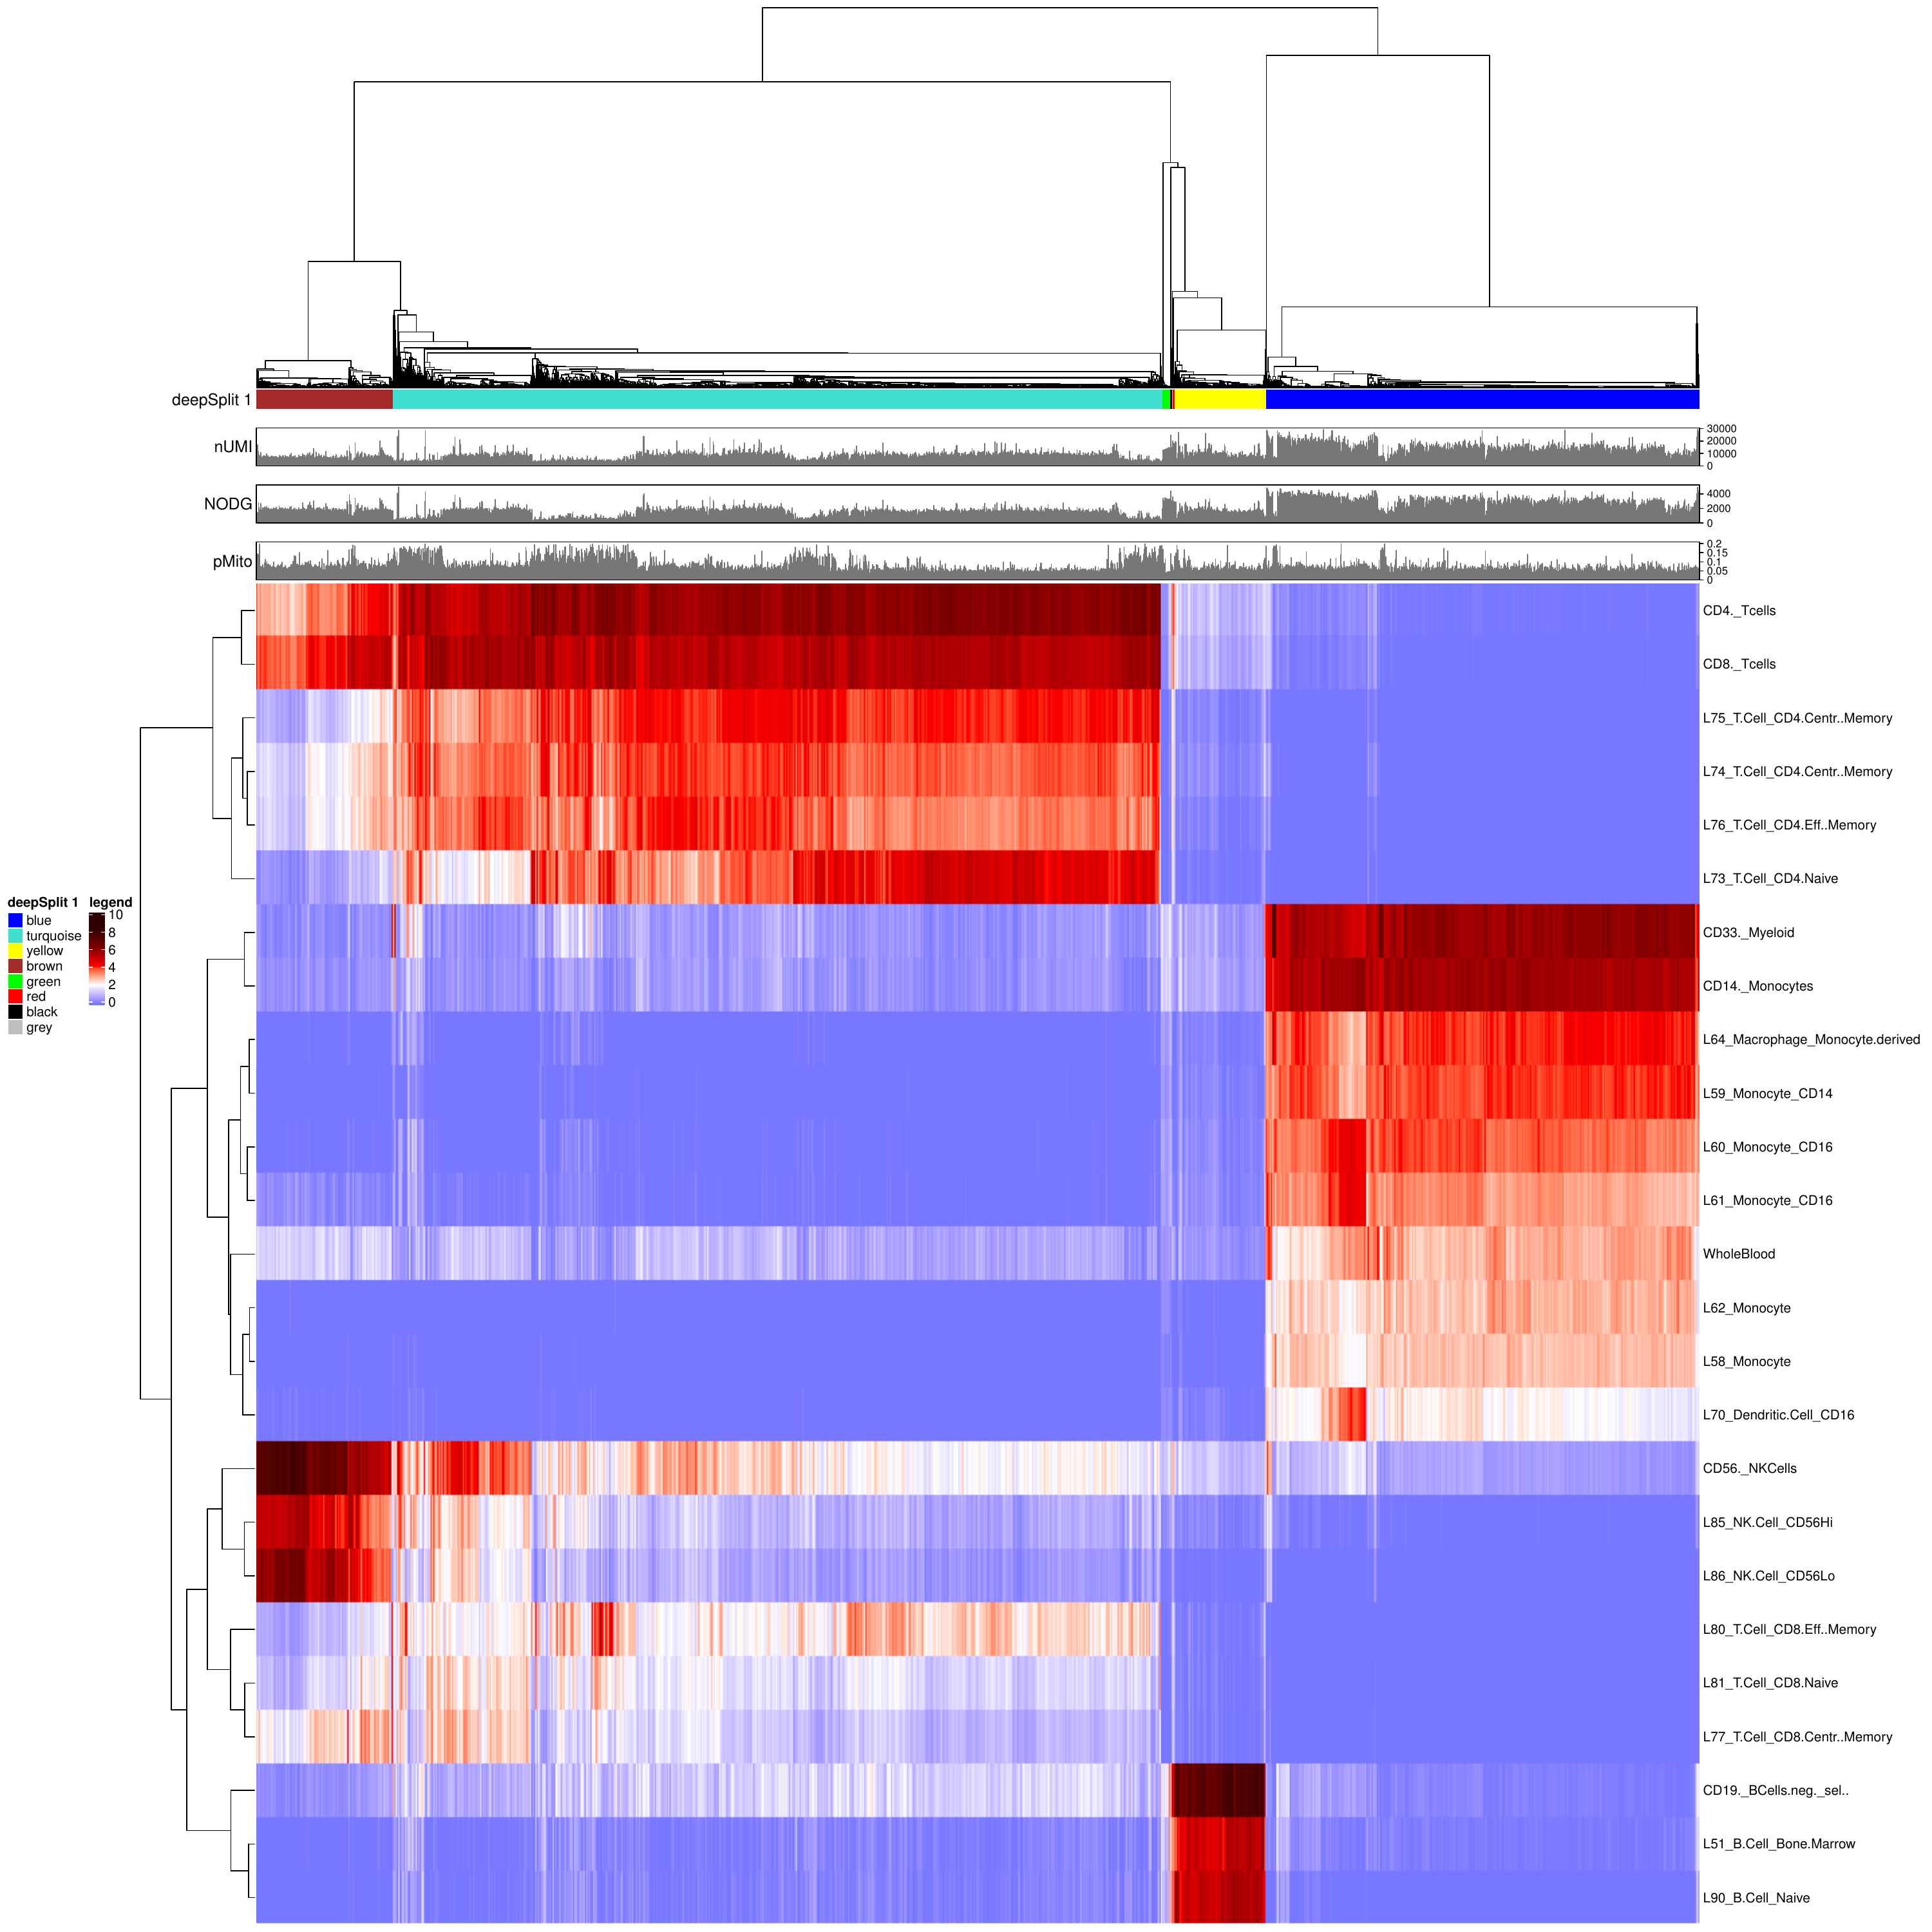 deepSplit 1
nUMI
30000
20000
10000
0
NODG
4000
2000
0
pMito
0.2
0.15
0.1
0.05
0
CD4._Tcells
CD8._Tcells
L75_T.Cell_CD4.Centr..Memory
L74_T.Cell_CD4.Centr..Memory
L76_T.Cell_CD4.Eff..Memory
L73_T.Cell_CD4.Naive
CD33._Myeloid
CD14._Monocytes
L64_Macrophage_Monocyte.derived
L59_Monocyte_CD14
L60_Monocyte_CD16
L61_Monocyte_CD16
WholeBlood
L62_Monocyte
L58_Monocyte
L70_Dendritic.Cell_CD16
CD56._NKCells
L85_NK.Cell_CD56Hi
L86_NK.Cell_CD56Lo
L80_T.Cell_CD8.Eff..Memory
L81_T.Cell_CD8.Naive
L77_T.Cell_CD8.Centr..Memory
CD19._BCells.neg._sel..
L51_B.Cell_Bone.Marrow
L90_B.Cell_Naive
deepSplit 1
blue
turquoise
yellow
brown
green
red
black
grey
legend
10
8
6
4
2
0